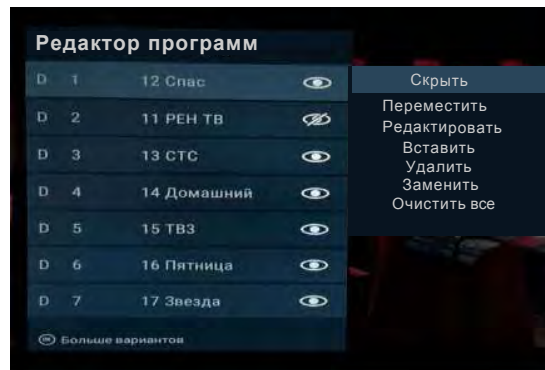 Редактор программ
D 1 12 Спас
D 2 11 РЕН ТВ
D 3 13 СТС
D 4 14 Домашний
D 5 15 ТВ3
D 6 16 Пятница
D 7 17 Звезда
OK Больше вариантов
Скрыть
Переместить
Редактировать
Вставить
Удалить
Заменить
Очистить все